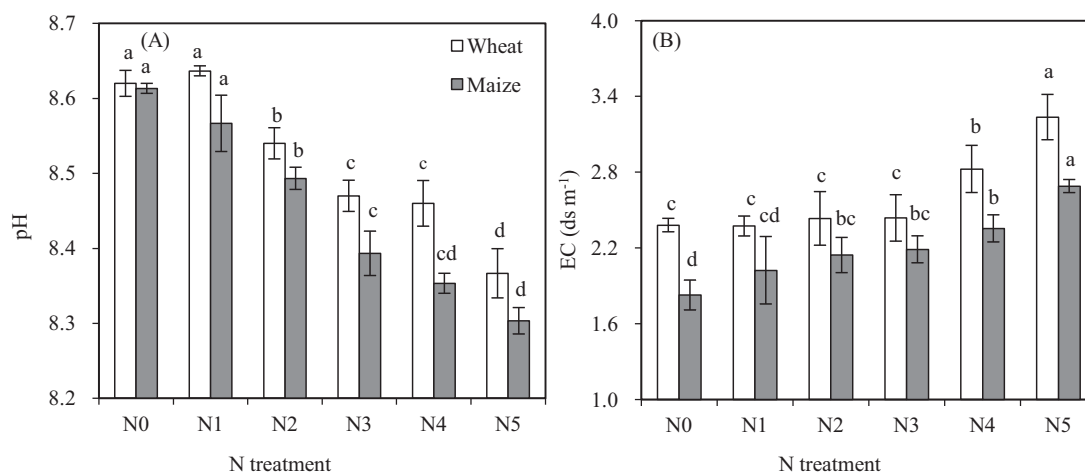 (A)
Wheat
Maize
8.7
8.6
8.5
8.4
8.3
8.2
pH
a a a a b b c c c cd d d
N0 N1 N2 N3 N4 N5
N treatment
(B)
4.0
3.4
2.8
2.2
1.6
1.0
EC (ds m⁻¹)
c d c cd c bc c bc b b a a
N0 N1 N2 N3 N4 N5
N treatment